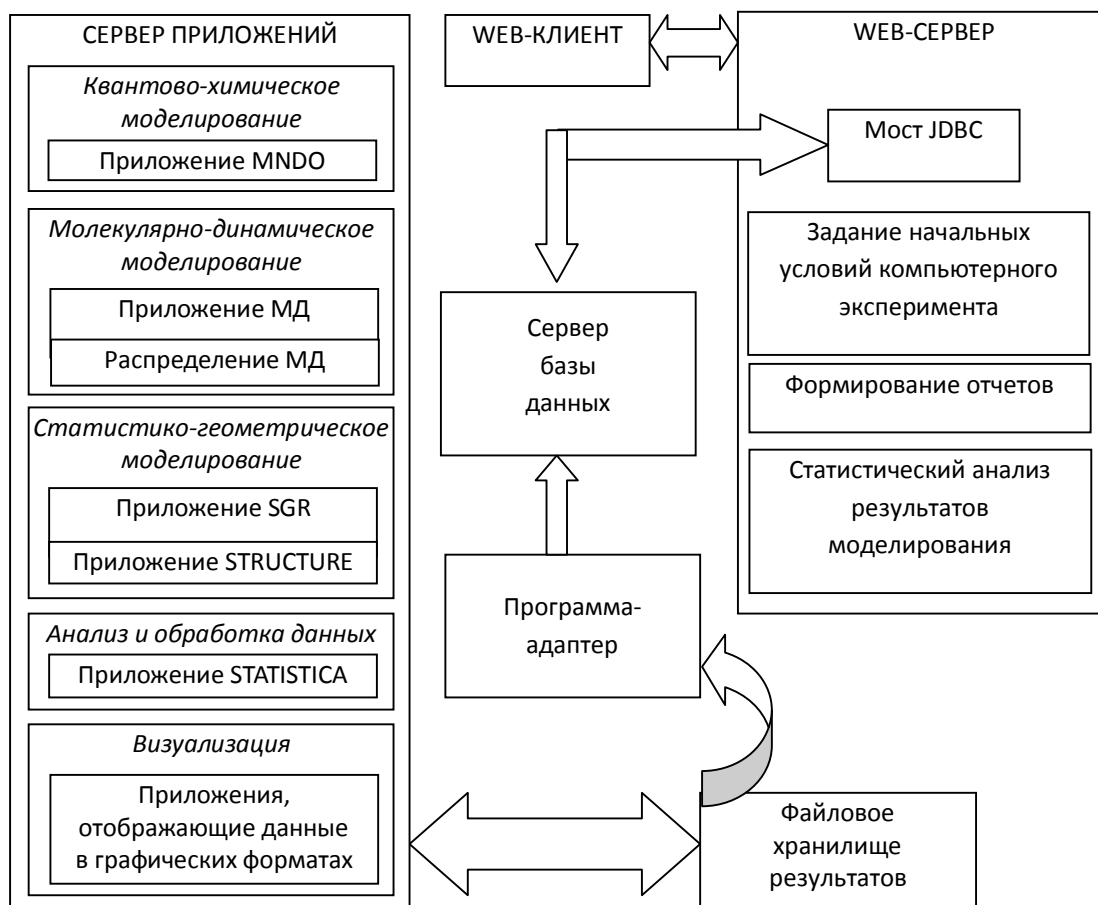 СЕРВЕР ПРИЛОЖЕНИЙ
Квантово-химическое
моделирование
Приложение MNDO
Молекулярно-динамическое
моделирование
Приложение МД
Распределение МД
Статистико-геометрическое
моделирование
Приложение SGR
Приложение STRUCTURE
Анализ и обработка данных
Приложение STATISTICA
Визуализация
Приложения,
отображающие данные
в графических форматах
WEB-КЛИЕНТ
Сервер
базы
данных
Программа-
адаптер
WEB-СЕРВЕР
Мост JDBC
Задание начальных
условий компьютерного
эксперимента
Формирование отчетов
Статистический анализ
результатов
моделирования
Файловое
хранилище
результатов